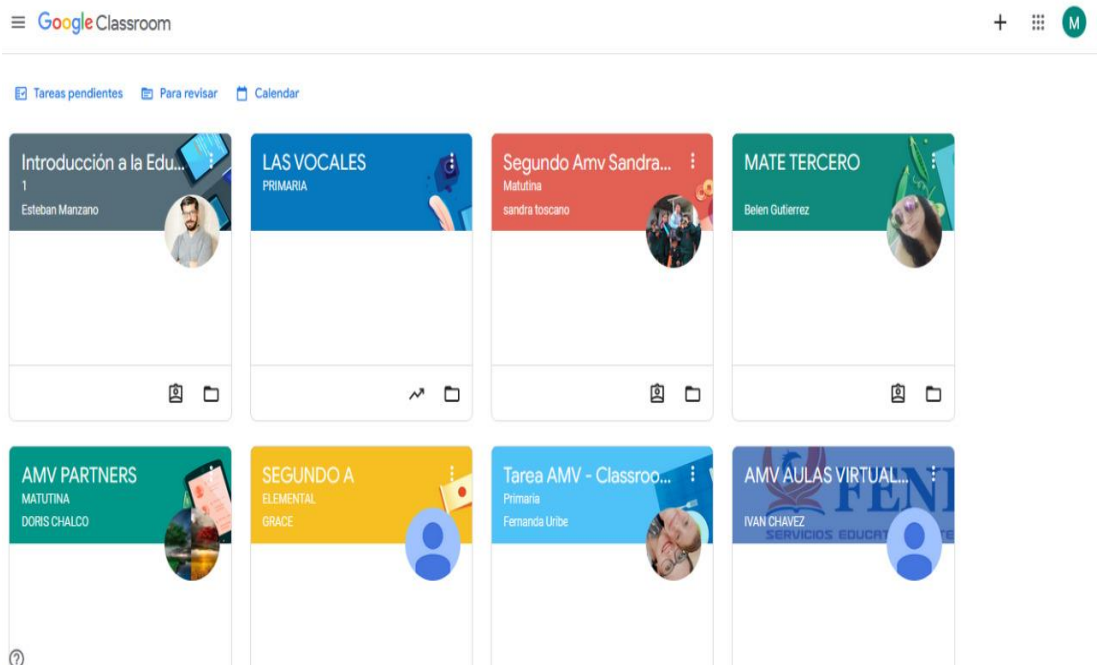 Google Classroom
M
Tareas pendientes
Para revisar
Calendar
Introducción a la Edu...
1
Esteban Manzano
LAS VOCALES
PRIMARIA
Segundo Amv Sandra...
Matutina
sandra toscano
MATE TERCERO
Belen Gutierrez
AMV PARTNERS
MATUTINA
DORIS CHALCO
SEGUNDO A
ELEMENTAL
GRACE
Tarea AMV - Classroo...
Primaria
Fernanda Uribe
AMV AULAS VIRTUAL...
IVAN CHAVEZ
SERVICIOS